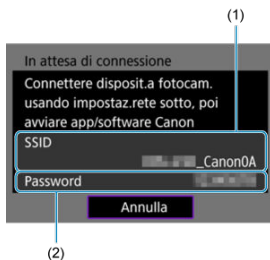 (1)
In attesa di connessione
Connettere disposit.a fotocam.
usando impostaz.rete sotto, poi
avviare app/software Canon
SSID
_Canon0A
Password
Annulla
(2)